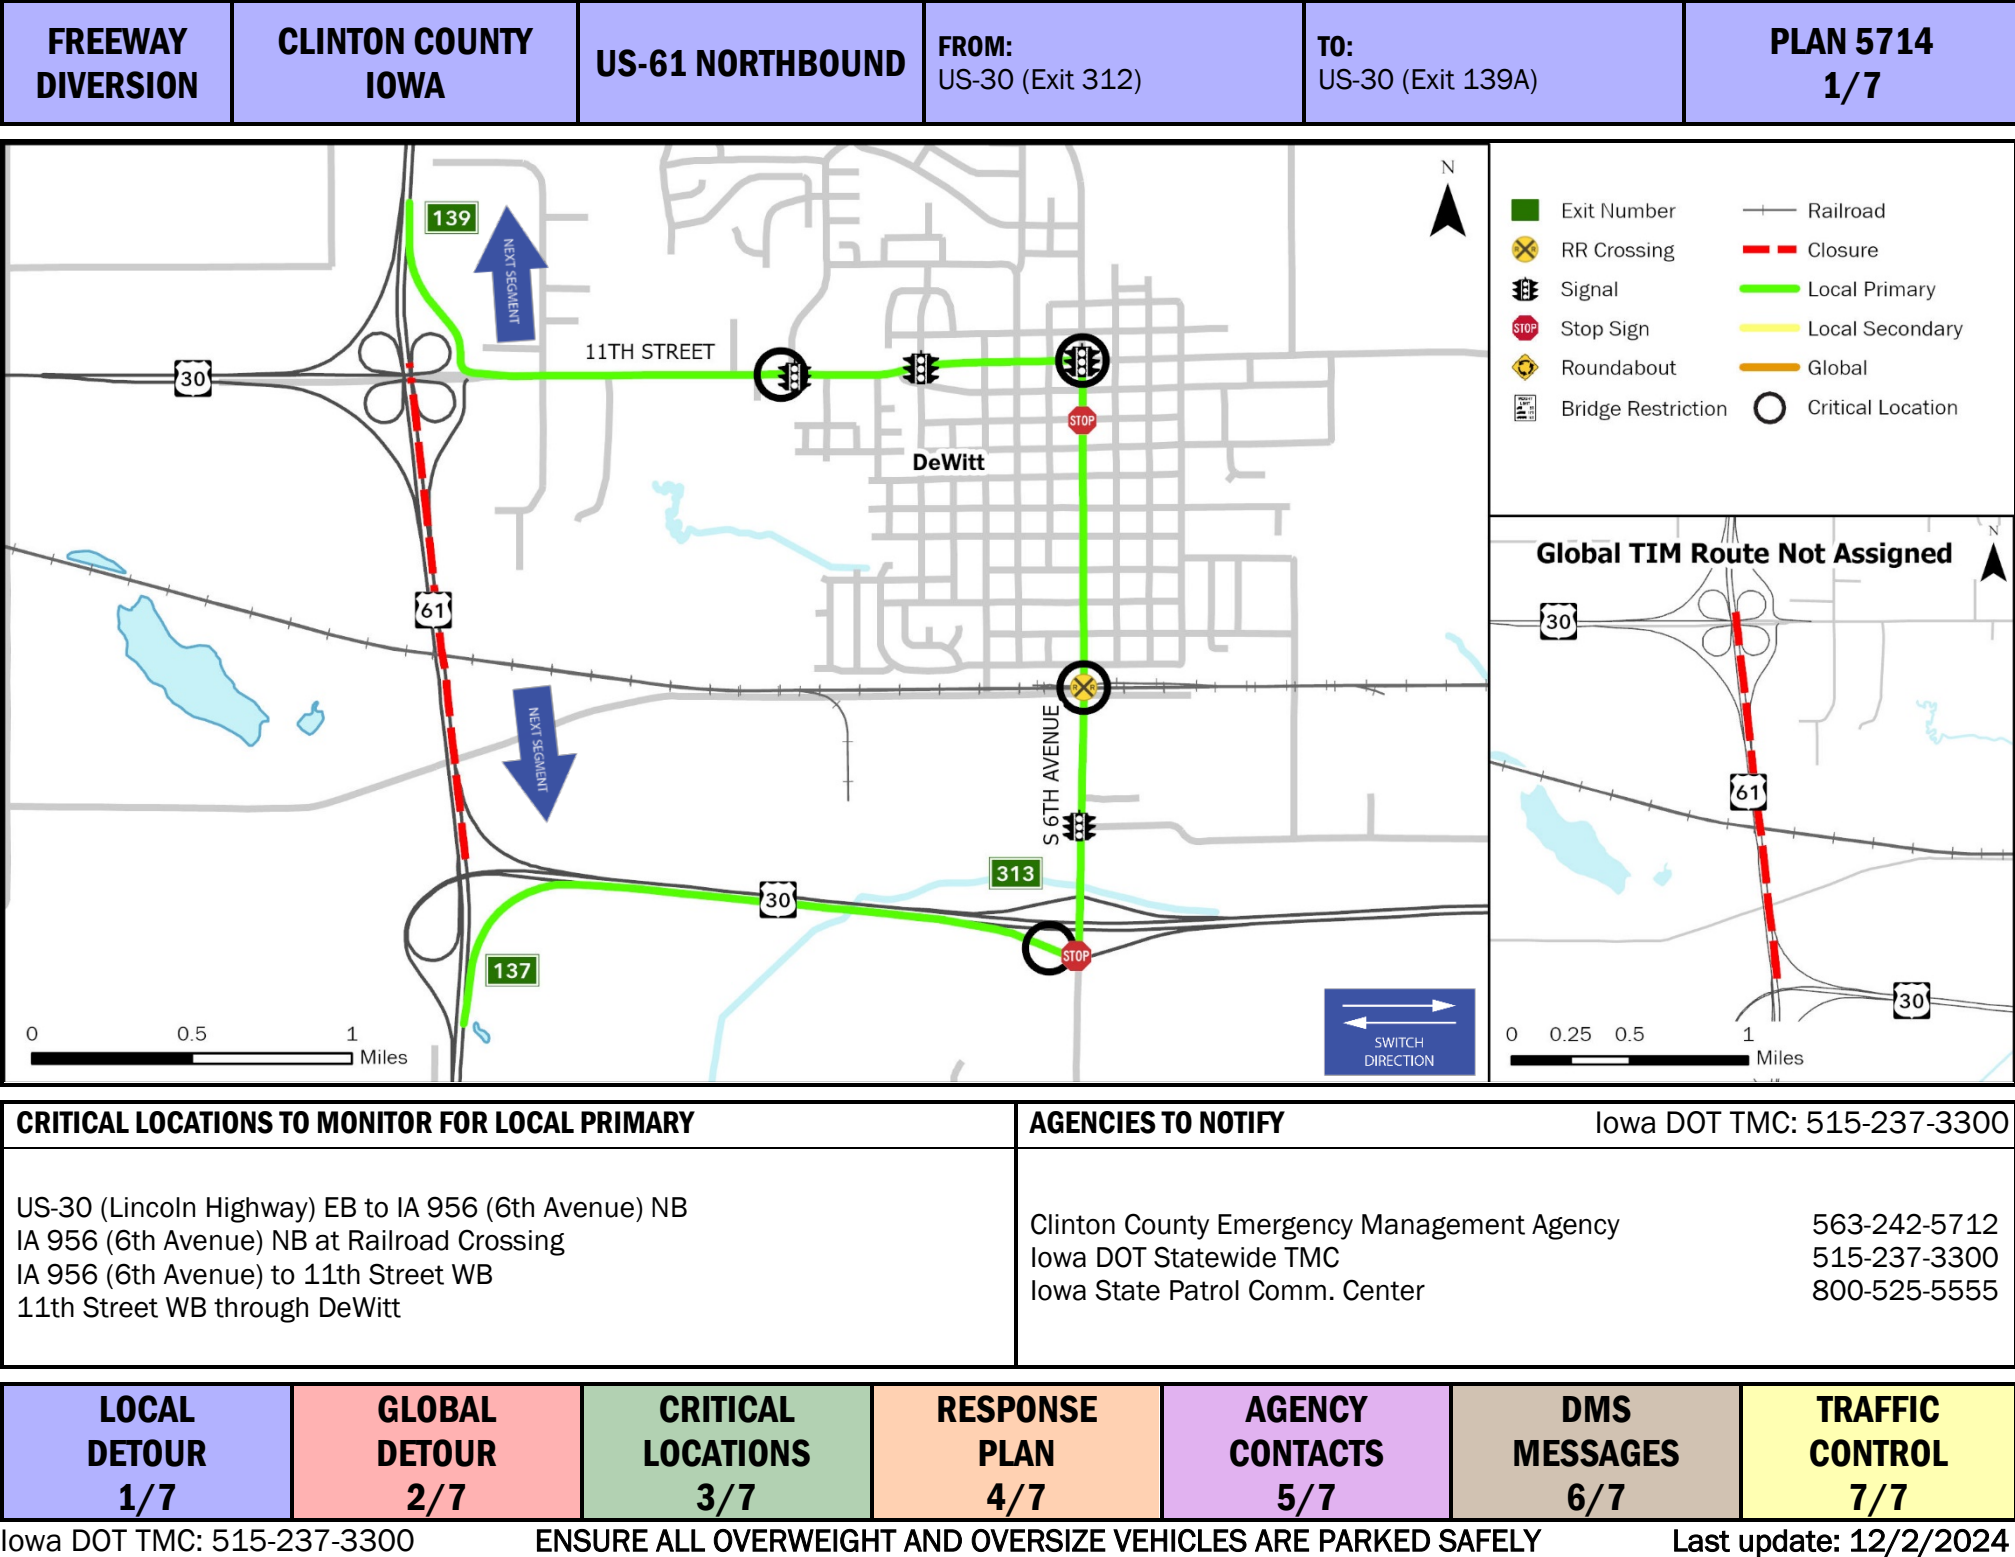 FREEWAY
DIVERSION
CLINTON COUNTY
IOWA
US-61 NORTHBOUND
FROM:
US-30 (Exit 312)
TO:
US-30 (Exit 139A)
PLAN 5714
1/7
139
NEXT SEGMENT
N
30
11TH STREET
STOP
DeWitt
61
NEXT SEGMENT
R R
S 6TH AVENUE
313
30
STOP
137
0 0.5 1
Miles
SWITCH
DIRECTION
Exit Number
RR Crossing
Signal
STOP Stop Sign
Roundabout
Bridge Restriction
Railroad
Closure
Local Primary
Local Secondary
Global
Critical Location
Global TIM Route Not Assigned
N
30
61
30
0 0.25 0.5 1
Miles
CRITICAL LOCATIONS TO MONITOR FOR LOCAL PRIMARY
US-30 (Lincoln Highway) EB to IA 956 (6th Avenue) NB
IA 956 (6th Avenue) NB at Railroad Crossing
IA 956 (6th Avenue) to 11th Street WB
11th Street WB through DeWitt
AGENCIES TO NOTIFY Iowa DOT TMC: 515-237-3300
Clinton County Emergency Management Agency 563-242-5712
Iowa DOT Statewide TMC 515-237-3300
Iowa State Patrol Comm. Center 800-525-5555
LOCAL
DETOUR
1/7
GLOBAL
DETOUR
2/7
CRITICAL
LOCATIONS
3/7
RESPONSE
PLAN
4/7
AGENCY
CONTACTS
5/7
DMS
MESSAGES
6/7
TRAFFIC
CONTROL
7/7
Iowa DOT TMC: 515-237-3300 ENSURE ALL OVERWEIGHT AND OVERSIZE VEHICLES ARE PARKED SAFELY Last update: 12/2/2024